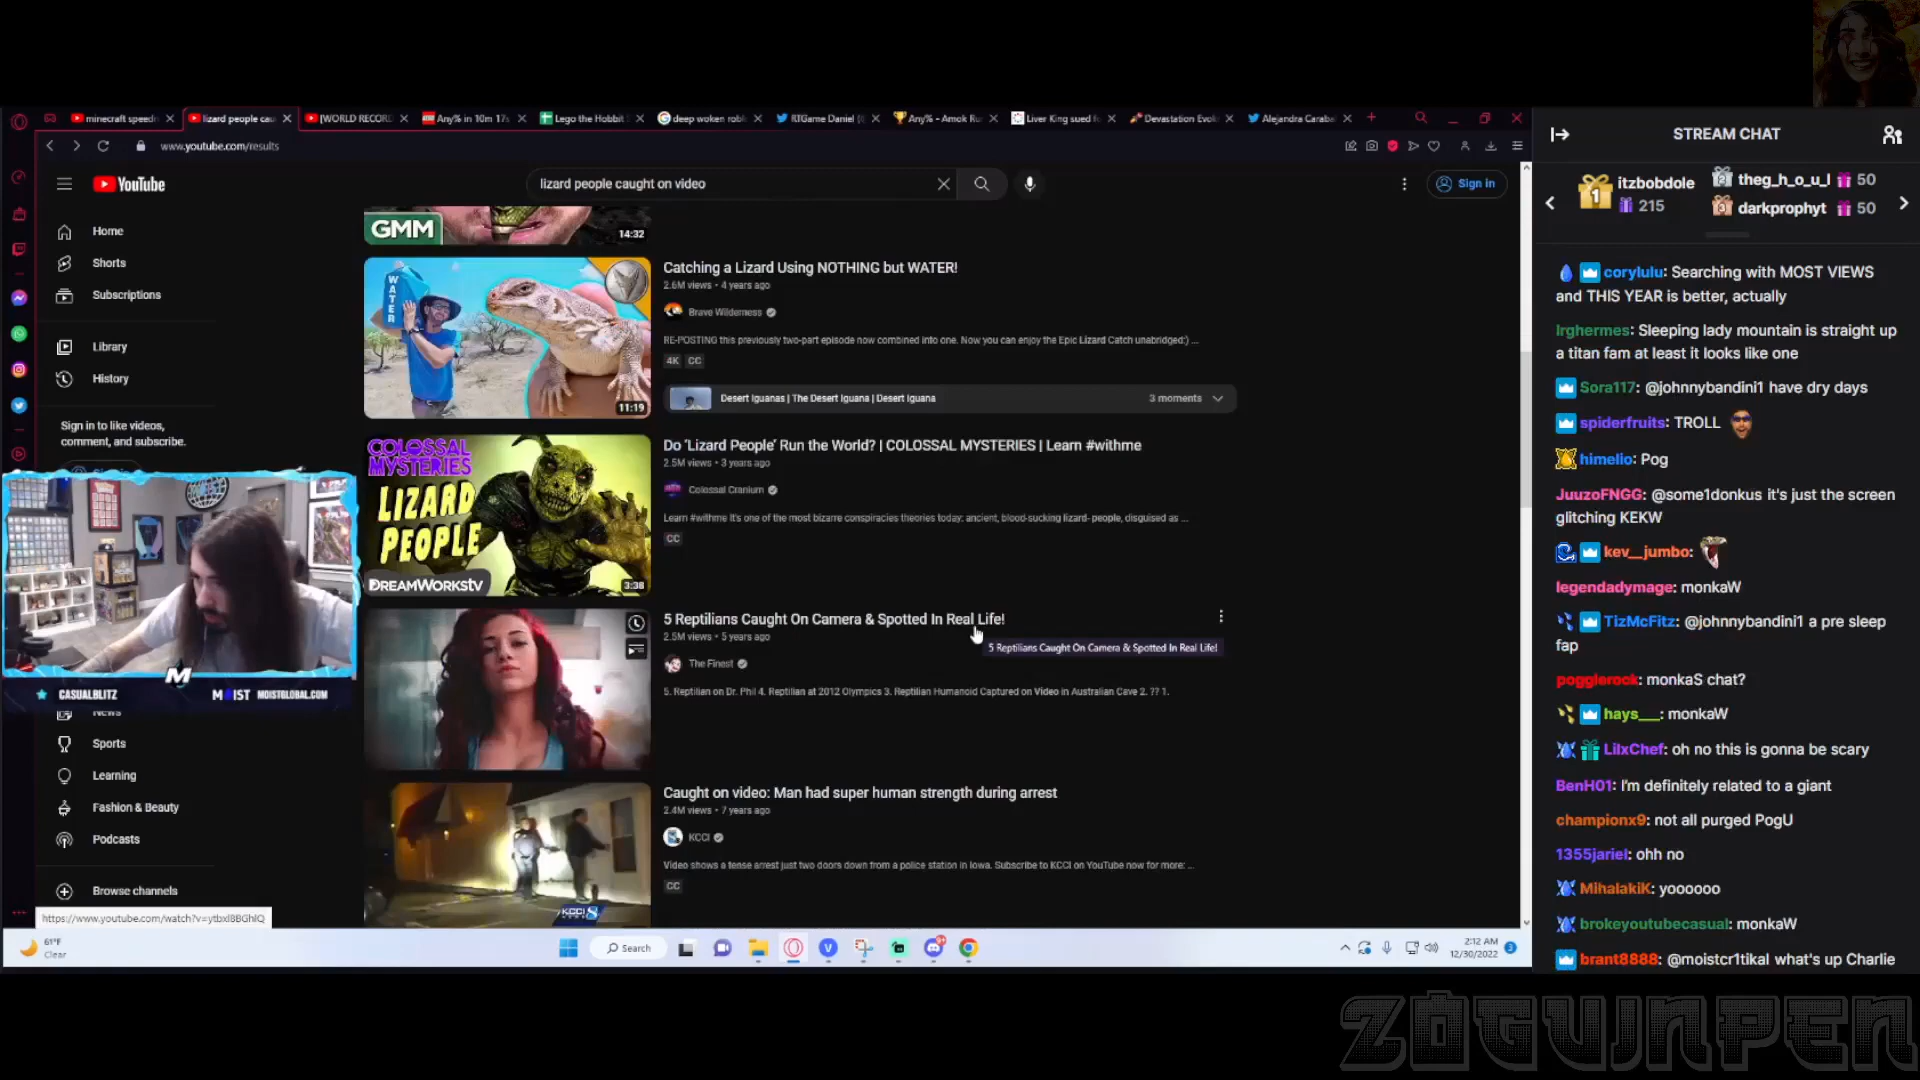 minecraft speedr
lizard people cau
[WORLD RECORD
Any% in 10m 17s
Lego the Hobbit
deep woken robl
RTGame Daniel (
Any% - Amok Run
Liver King sued f
Devastation Evok
Alejandra Carabal
www.youtube.com/results
YouTube
lizard people caught on video
Sign in
Home
Shorts
Subscriptions
Library
History
Sign in to like videos,
comment, and subscribe.
News
Sports
Learning
Fashion & Beauty
Podcasts
Browse channels
https://www.youtube.com/watch?v=ytbxl8BGhlQ
GMM
14:32
WATER
11:19
Catching a Lizard Using NOTHING but WATER!
2.6M views • 4 years ago
Brave Wilderness
RE-POSTING this previously two-part episode now combined into one. Now you can enjoy the Epic Lizard Catch unabridged:) ...
4K CC
Desert Iguanas | The Desert Iguana | Desert Iguana
3 moments
COLOSSAL
MYSTERIES
LIZARD
PEOPLE
DREAMWORKSTV
3:38
Do 'Lizard People' Run the World? | COLOSSAL MYSTERIES | Learn #withme
2.5M views • 3 years ago
Colossal Cranium
Learn #withme It's one of the most bizarre conspiracies theories today: ancient, blood-sucking lizard- people, disguised as ...
CC
5 Reptilians Caught On Camera & Spotted In Real Life!
2.5M views • 5 years ago
5 Reptilians Caught On Camera & Spotted In Real Life!
The Finest
5. Reptilian on Dr. Phil 4. Reptilian at 2012 Olympics 3. Reptilian Humanoid Captured on Video in Australian Cave 2. ?? 1.
Caught on video: Man had super human strength during arrest
2.4M views • 7 years ago
KCCI
Video shows a tense arrest just two doors down from a police station in Iowa. Subscribe to KCCI on YouTube now for more: ...
CC
KCCI 8
M
CASUALBLITZ
MOIST
MOISTGLOBAL.COM
61°F
Clear
Search
9+
2:12 AM
12/30/2022
3
STREAM CHAT
1
itzbobdole
215
2
theg_h_o_u_l
50
3
darkprophyt
50
corylulu: Searching with MOST VIEWS
and THIS YEAR is better, actually
lrghermes: Sleeping lady mountain is straight up
a titan fam at least it looks like one
Sora117: @johnnybandini1 have dry days
spiderfruits: TROLL
himelio: Pog
JuuzoFNGG: @some1donkus it's just the screen
glitching KEKW
kev__jumbo:
legendadymage: monkaW
TizMcFitz: @johnnybandini1 a pre sleep
fap
pogglerock: monkaS chat?
hays___: monkaW
LilxChef: oh no this is gonna be scary
BenH01: I'm definitely related to a giant
championx9: not all purged PogU
1355jariel: ohh no
MihalakiK: yoooooo
brokeyoutubecasual: monkaW
brant8888: @moistcr1tikal what's up Charlie
ZOGUJNPEN